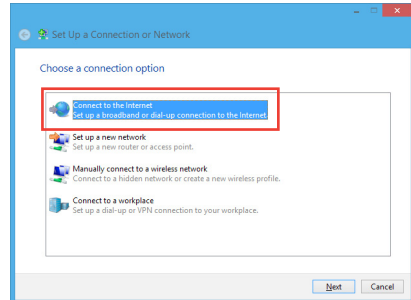 Set Up a Connection or Network
Choose a connection option
Connect to the Internet
Set up a broadband or dial-up connection to the Internet.
Set up a new network
Set up a new router or access point.
Manually connect to a wireless network
Connect to a hidden network or create a new wireless profile.
Connect to a workplace
Set up a dial-up or VPN connection to your workplace.
Next Cancel